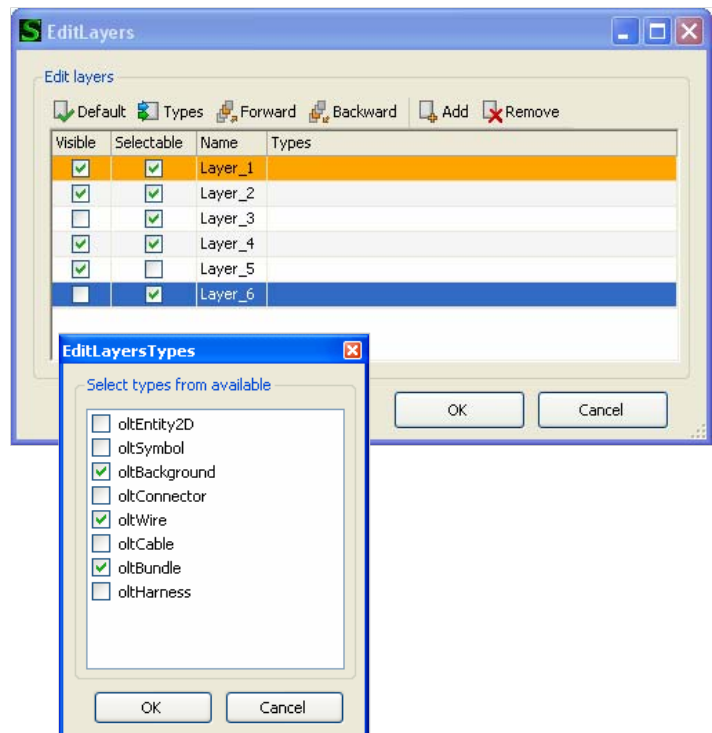 EditLayers
Edit layers
Default Types Forward Backward Add Remove
Visible Selectable Name Types
Layer_1
Layer_2
Layer_3
Layer_4
Layer_5
Layer_6
EditLayersTypes
Select types from available
OK Cancel
oltEntity2D
oltSymbol
oltBackground
oltConnector
oltWire
oltCable
oltBundle
oltHarness
OK Cancel